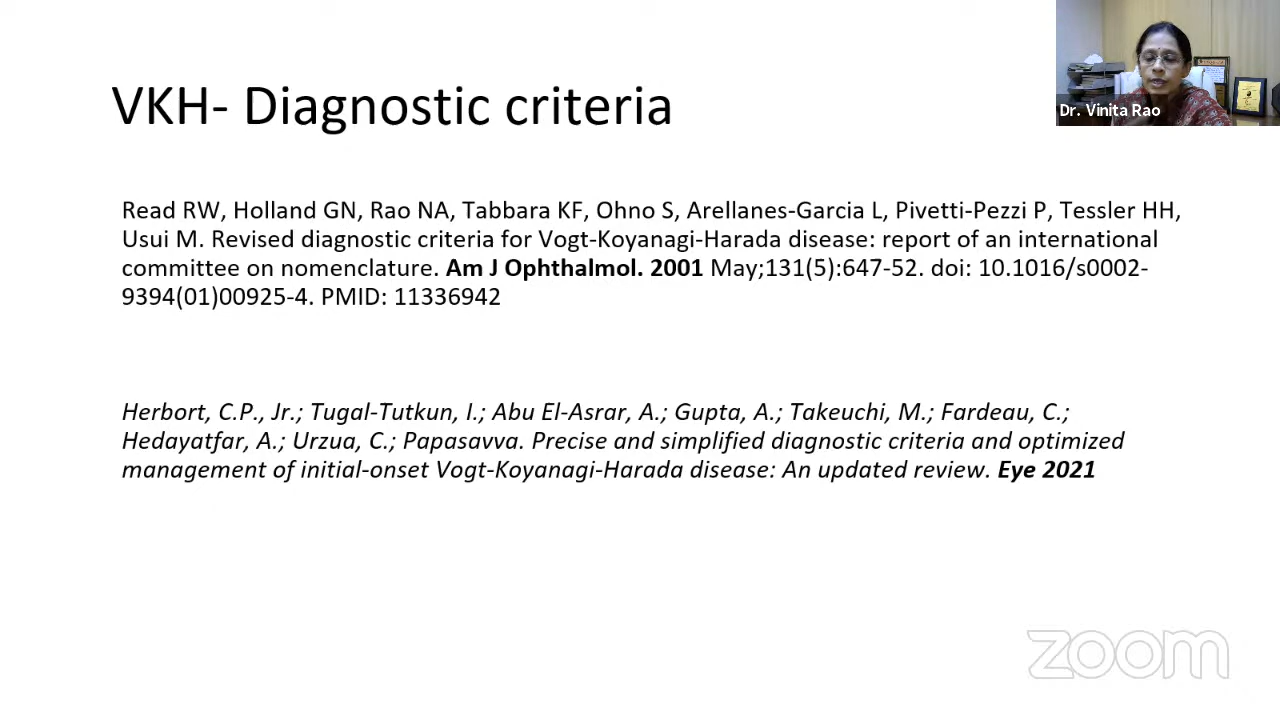 VKH- Diagnostic criteria
Dr. Vinita Rao
Read RW, Holland GN, Rao NA, Tabbara KF, Ohno S, Arellanes-Garcia L, Pivetti-Pezzi P, Tessler HH,
Usui M. Revised diagnostic criteria for Vogt-Koyanagi-Harada disease: report of an international
committee on nomenclature. Am J Ophthalmol. 2001 May;131(5):647-52. doi: 10.1016/s0002-
9394(01)00925-4. PMID: 11336942
Herbort, C.P., Jr.; Tugal-Tutkun, I.; Abu El-Asrar, A.; Gupta, A.; Takeuchi, M.; Fardeau, C.;
Hedayatfar, A.; Urzua, C.; Papasavva. Precise and simplified diagnostic criteria and optimized
management of initial-onset Vogt-Koyanagi-Harada disease: An updated review. Eye 2021
zoom